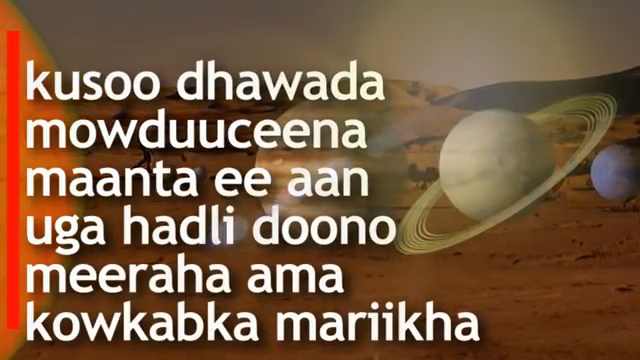 kusoo dhawada
mowduuceena
maanta ee aan
uga hadli doono
meeraha ama
kowkabka mariikha